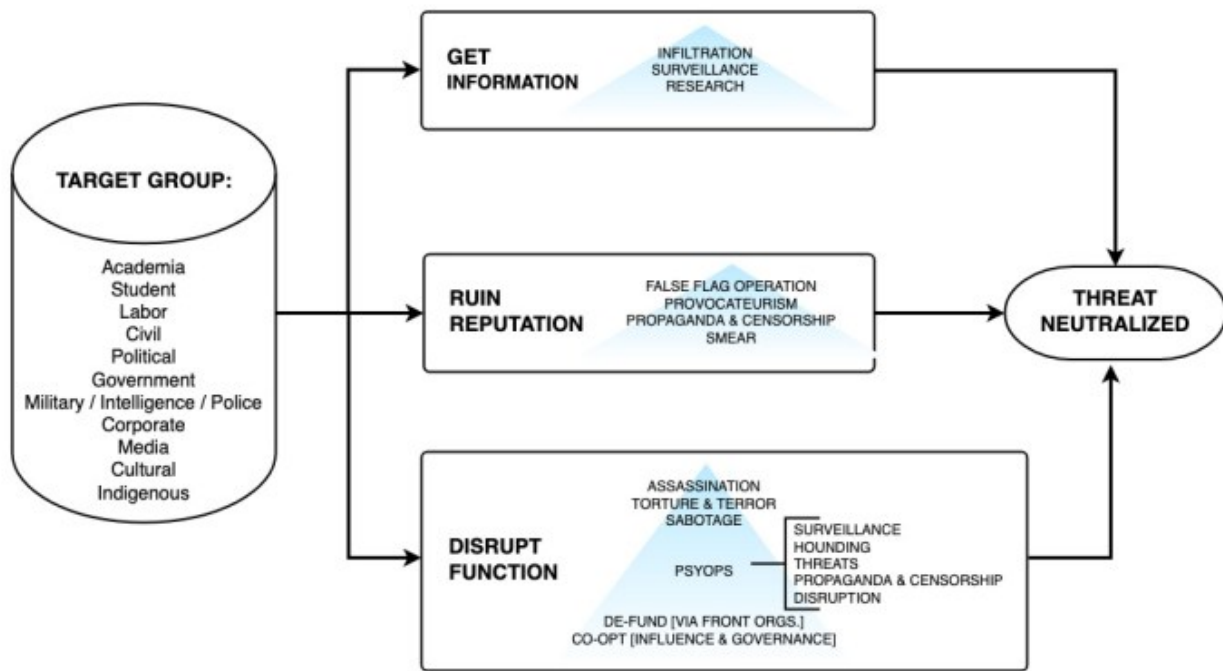 TARGET GROUP:
Academia
Student
Labor
Civil
Political
Government
Military / Intelligence / Police
Corporate
Media
Cultural
Indigenous
GET
INFORMATION
INFILTRATION
SURVEILLANCE
RESEARCH
RUIN
REPUTATION
FALSE FLAG OPERATION
PROVOCATEURISM
PROPAGANDA & CENSORSHIP
SMEAR
DISRUPT
FUNCTION
ASSASSINATION
TORTURE & TERROR
SABOTAGE
PSYOPS
SURVEILLANCE
HOUNDING
THREATS
PROPAGANDA & CENSORSHIP
DISRUPTION
DE-FUND [VIA FRONT ORGS.]
CO-OPT [INFLUENCE & GOVERNANCE]
THREAT
NEUTRALIZED